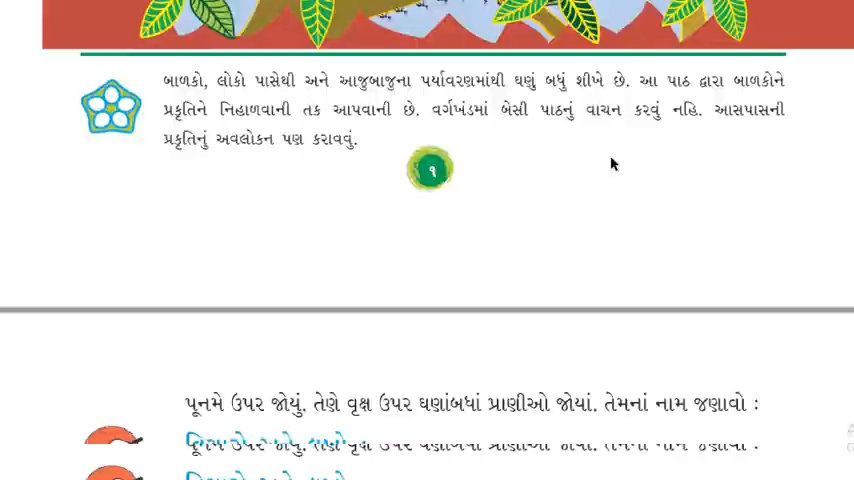 બાળકો, લોકો પાસેથી અને આજુબાજુના પર્યાવરણમાંથી ઘણું બધું શીખે છે. આ પાઠ દ્વારા બાળકોને
પ્રકૃતિને નિહાળવાની તક આપવાની છે. વર્ગખંડમાં બેસી પાઠનું વાચન કરવું નહિ. આસપાસની
પ્રકૃતિનું અવલોકન પણ કરાવવું.
૧
પૂનમે ઉપર જોયું. તેણે વૃક્ષ ઉપર ઘણાંબધાં પ્રાણીઓ જોયાં. તેમનાં નામ જણાવો :